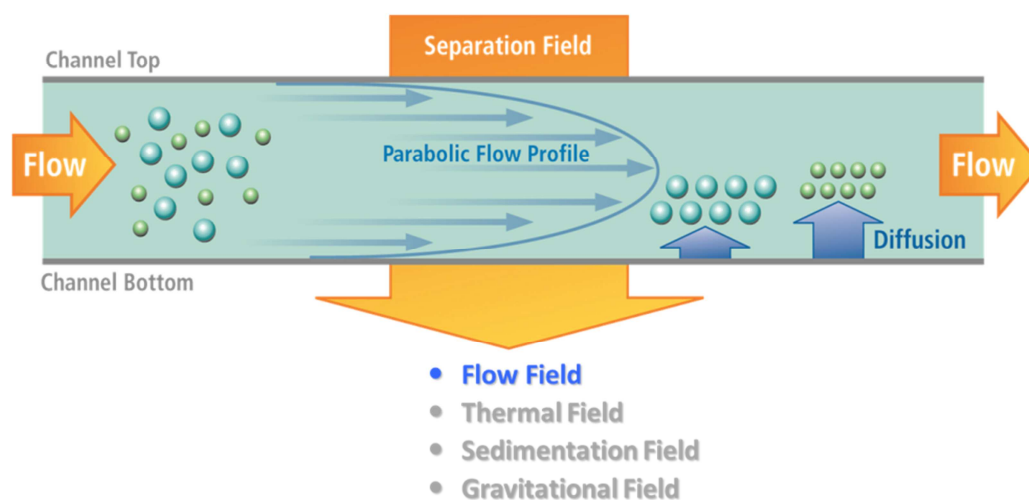 Separation Field
Channel Top
Flow
Parabolic Flow Profile
Flow
Diffusion
Channel Bottom
• Flow Field
• Thermal Field
• Sedimentation Field
• Gravitational Field